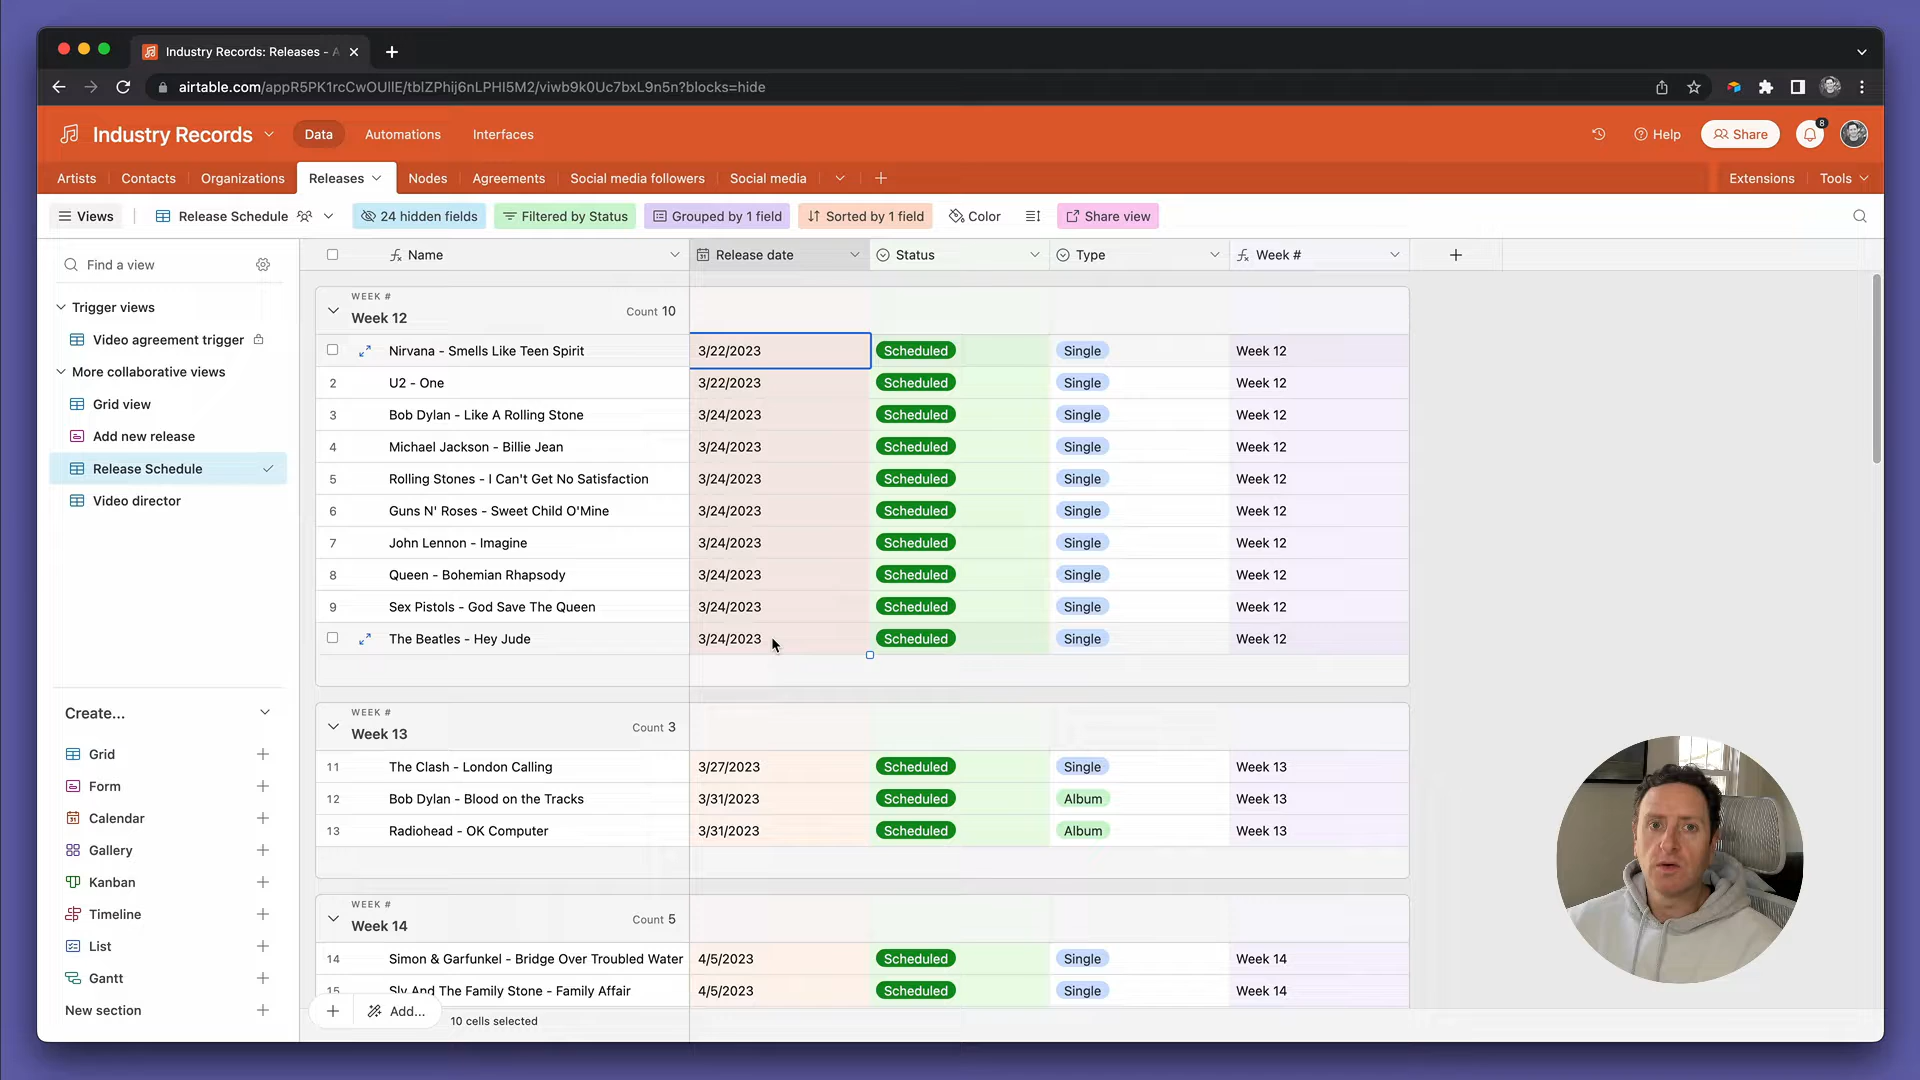 Industry Records: Releases - A
airtable.com/appR5PK1rcCwOUIlE/tblZPhij6nLPHI5M2/viwb9k0Uc7bxL9n5n?blocks=hide
Industry Records
Data
Automations
Interfaces
Help
Share
8
Artists
Contacts
Organizations
Releases
Nodes
Agreements
Social media followers
Social media
Extensions
Tools
Views
Release Schedule
24 hidden fields
Filtered by Status
Grouped by 1 field
Sorted by 1 field
Color
Share view
Find a view
Trigger views
Video agreement trigger
More collaborative views
Grid view
Add new release
Release Schedule
Video director
Create...
Grid
Form
Calendar
Gallery
Kanban
Timeline
List
Gantt
New section
Name Release date Status Type Week #
WEEK #
Week 12 Count 10
Nirvana - Smells Like Teen Spirit 3/22/2023 Scheduled Single Week 12
2 U2 - One 3/22/2023 Scheduled Single Week 12
3 Bob Dylan - Like A Rolling Stone 3/24/2023 Scheduled Single Week 12
4 Michael Jackson - Billie Jean 3/24/2023 Scheduled Single Week 12
5 Rolling Stones - I Can't Get No Satisfaction 3/24/2023 Scheduled Single Week 12
6 Guns N' Roses - Sweet Child O'Mine 3/24/2023 Scheduled Single Week 12
7 John Lennon - Imagine 3/24/2023 Scheduled Single Week 12
8 Queen - Bohemian Rhapsody 3/24/2023 Scheduled Single Week 12
9 Sex Pistols - God Save The Queen 3/24/2023 Scheduled Single Week 12
The Beatles - Hey Jude 3/24/2023 Scheduled Single Week 12
WEEK #
Week 13 Count 3
11 The Clash - London Calling 3/27/2023 Scheduled Single Week 13
12 Bob Dylan - Blood on the Tracks 3/31/2023 Scheduled Album Week 13
13 Radiohead - OK Computer 3/31/2023 Scheduled Album Week 13
WEEK #
Week 14 Count 5
14 Simon & Garfunkel - Bridge Over Troubled Water 4/5/2023 Scheduled Single Week 14
15 Sly And The Family Stone - Family Affair 4/5/2023 Scheduled Single Week 14
Add...
10 cells selected